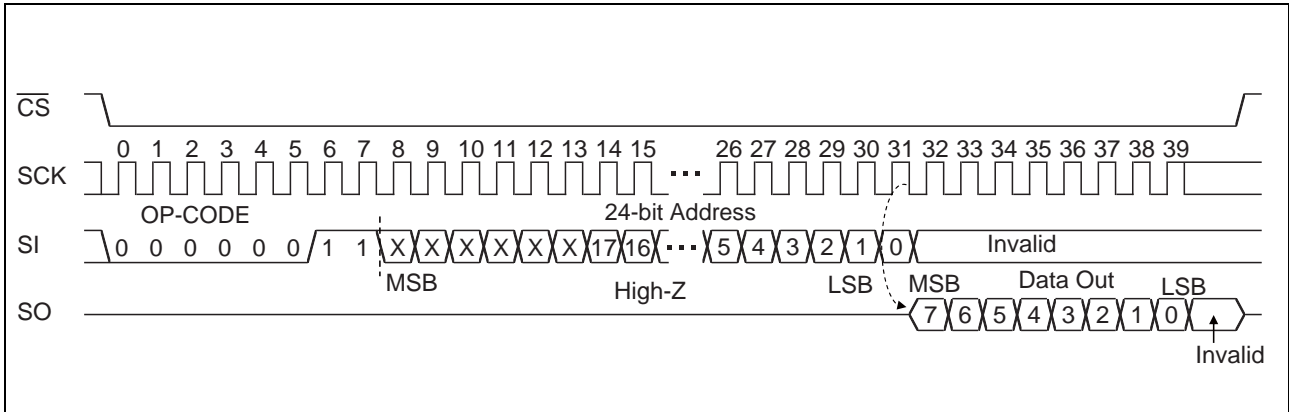 CS
0 1 2 3 4 5 6 7 8 9 10 11 12 13 14 15 26 27 28 29 30 31 32 33 34 35 36 37 38 39
SCK
OP-CODE 24-bit Address
SI 0 0 0 0 0 0 1 1 X X X X X X 17 16 5 4 3 2 1 0 Invalid
MSB High-Z LSB MSB Data Out LSB
SO 7 6 5 4 3 2 1 0
Invalid